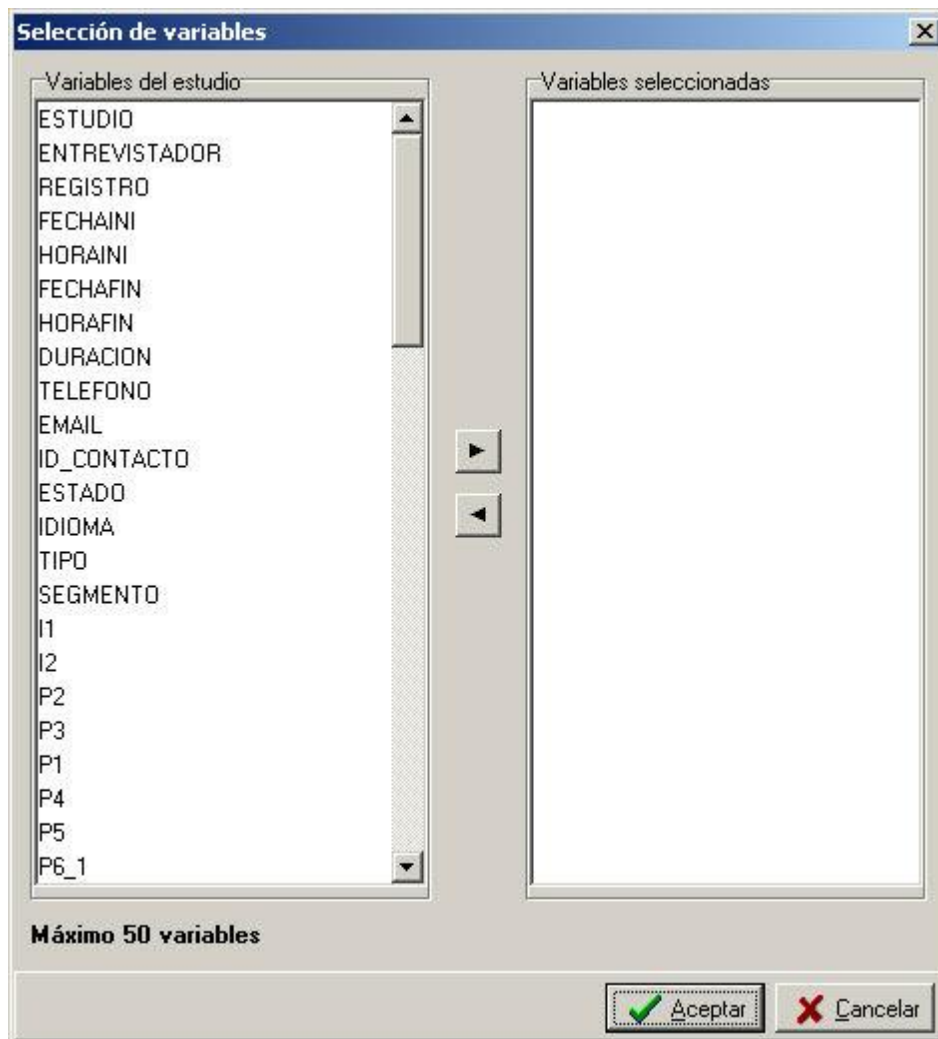 Selección de variables
Variables del estudio
ESTUDIO
ENTREVISTADOR
REGISTRO
FECHAINI
HORAINI
FECHAFIN
HORAFIN
DURACION
TELEFONO
EMAIL
ID_CONTACTO
ESTADO
IDIOMA
TIPO
SEGMENTO
I1
I2
P2
P3
P1
P4
P5
P6_1
Variables seleccionadas
Máximo 50 variables
Aceptar
Cancelar